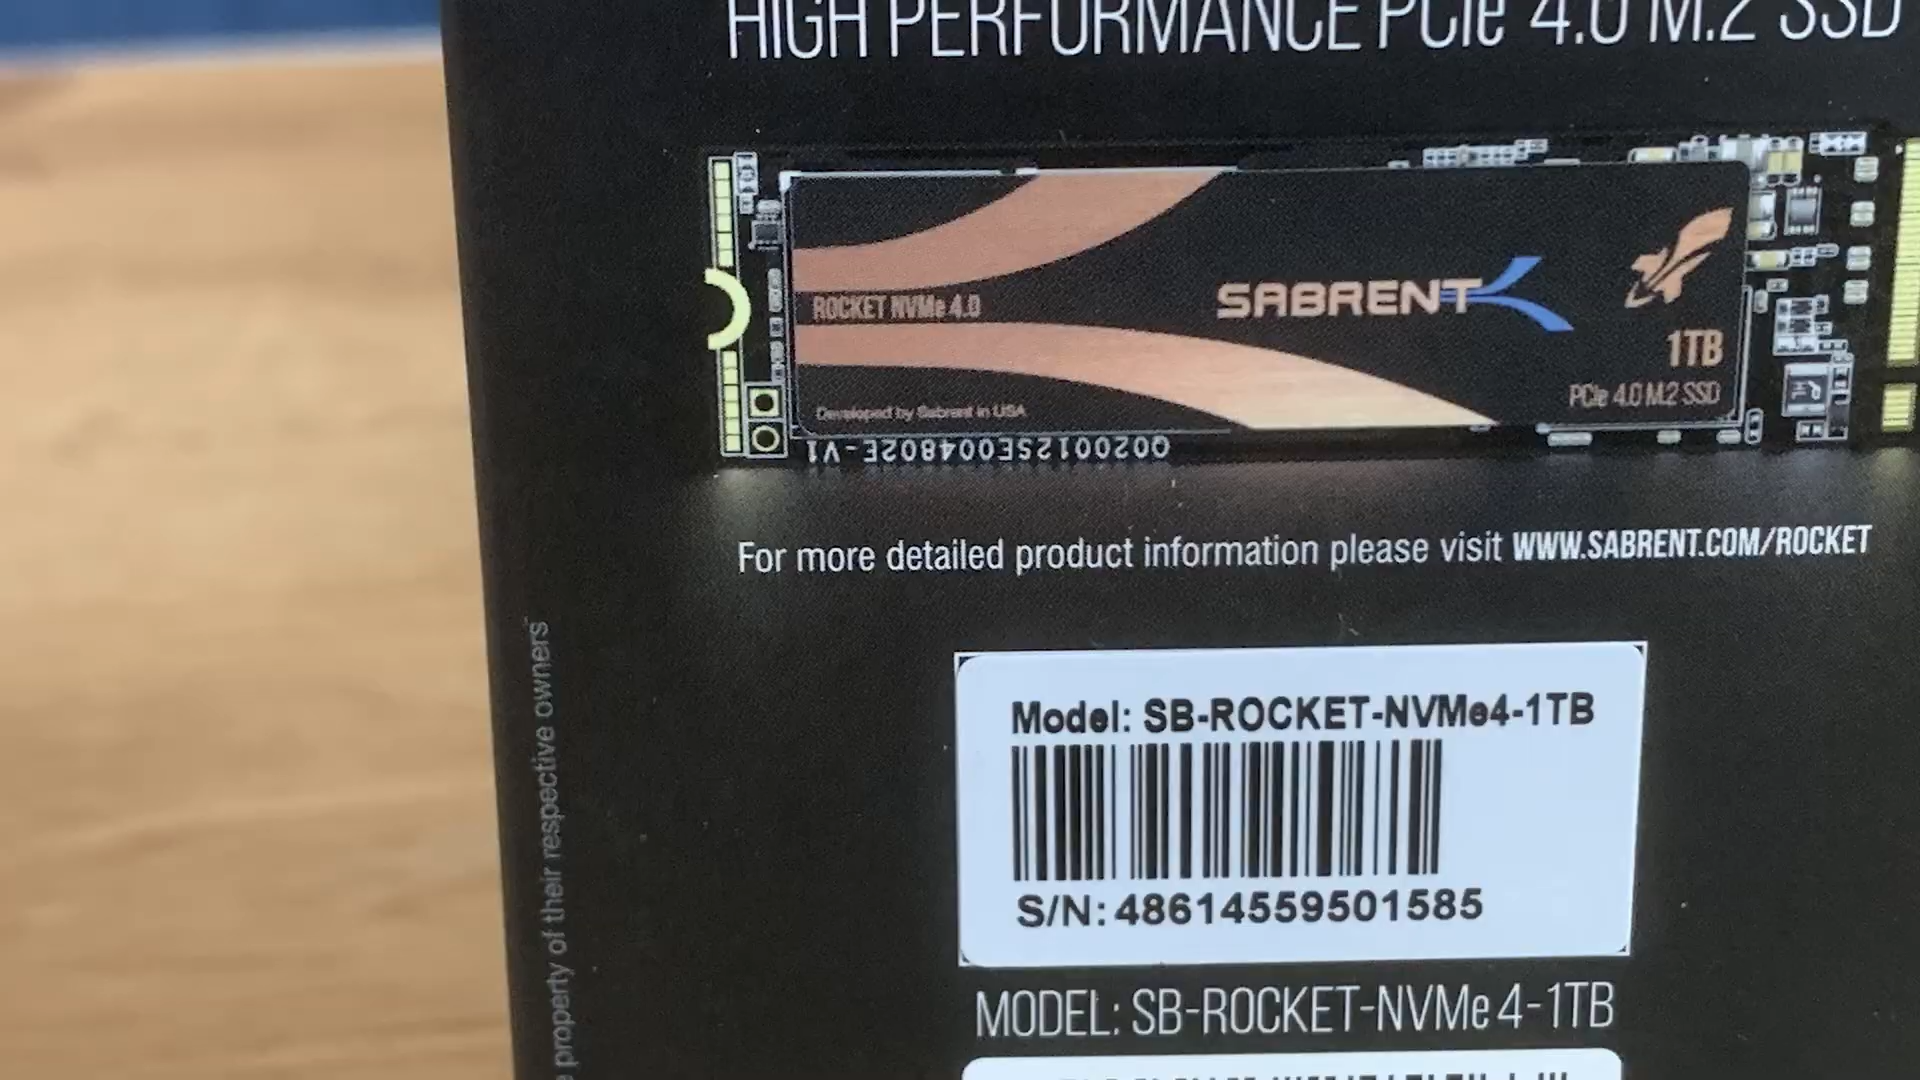 HIGH PERFORMANCE PCIe 4.0 M.2 SSD
SABRENT
ROCKET NVMe 4.0
1TB
PCIe 4.0 M.2 SSD
Developed by Sabrent in USA
Q020012SE004802E-V1
For more detailed product information please visit WWW.SABRENT.COM/ROCKET
Model: SB-ROCKET-NVMe4-1TB
S/N: 48614559501585
MODEL: SB-ROCKET-NVMe 4-1TB
property of their respective owners